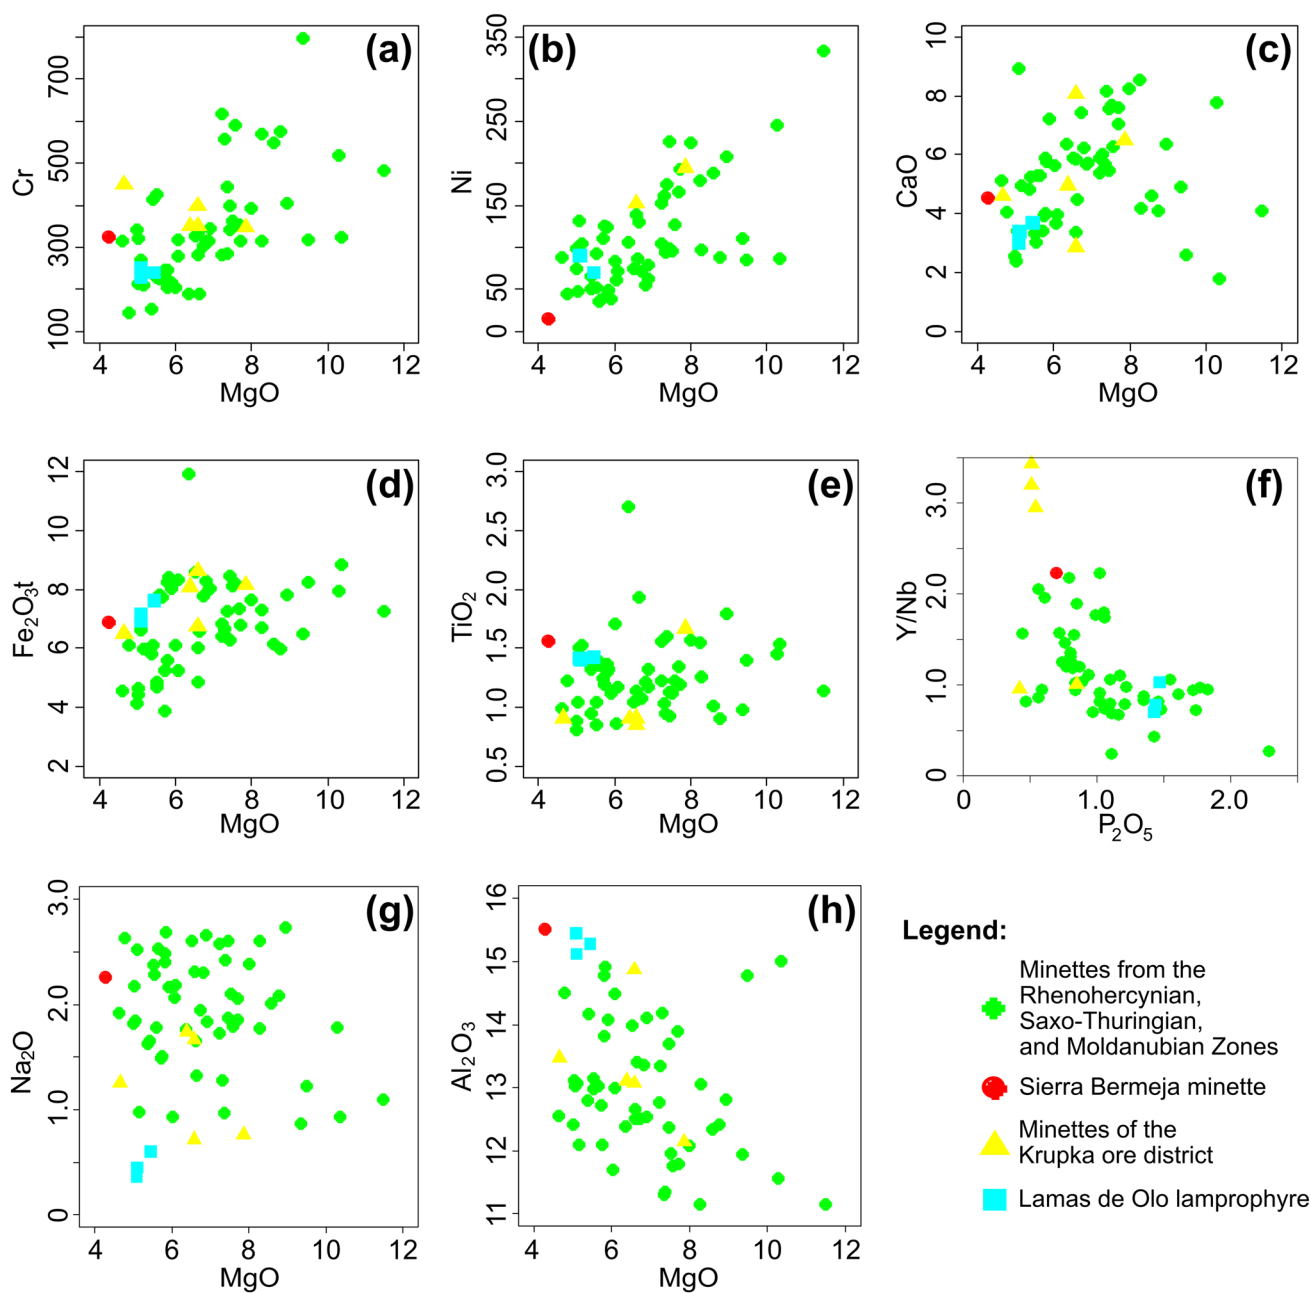 (a)
Cr
700
500
300
100
4 6 8 10 12
MgO
(b)
Ni
350
250
150
50
0
4 6 8 10 12
MgO
(c)
CaO
10
8
6
4
2
0
4 6 8 10 12
MgO
(d)
Fe₂O₃t
12
10
8
6
4
2
4 6 8 10 12
MgO
(e)
TiO₂
3.0
2.5
2.0
1.5
1.0
0.5
4 6 8 10 12
MgO
(f)
Y/Nb
3.0
2.0
1.0
0
0 1.0 2.0
P₂O₅
(g)
Na₂O
3.0
2.0
1.0
0
4 6 8 10 12
MgO
(h)
Al₂O₃
16
15
14
13
12
11
4 6 8 10 12
MgO
Legend:
Minettes from the
Rhenohercynian,
Saxo-Thuringian,
and Moldanubian Zones
Sierra Bermeja minette
Minettes of the
Krupka ore district
Lamas de Olo lamprophyre